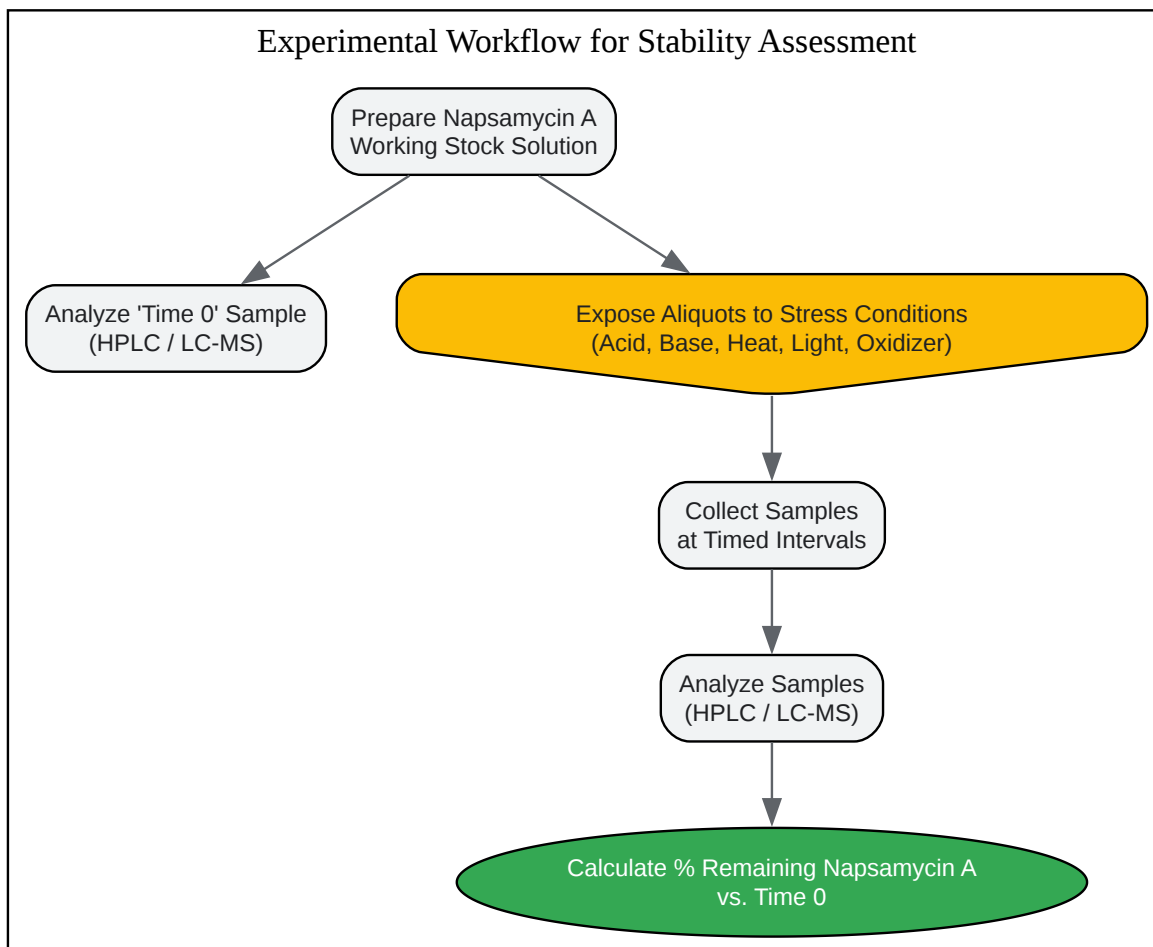 Experimental Workflow for Stability Assessment
Prepare Napsamycin A
Working Stock Solution
Analyze 'Time 0' Sample
(HPLC / LC-MS)
Expose Aliquots to Stress Conditions
(Acid, Base, Heat, Light, Oxidizer)
Collect Samples
at Timed Intervals
Analyze Samples
(HPLC / LC-MS)
Calculate % Remaining Napsamycin A
vs. Time 0